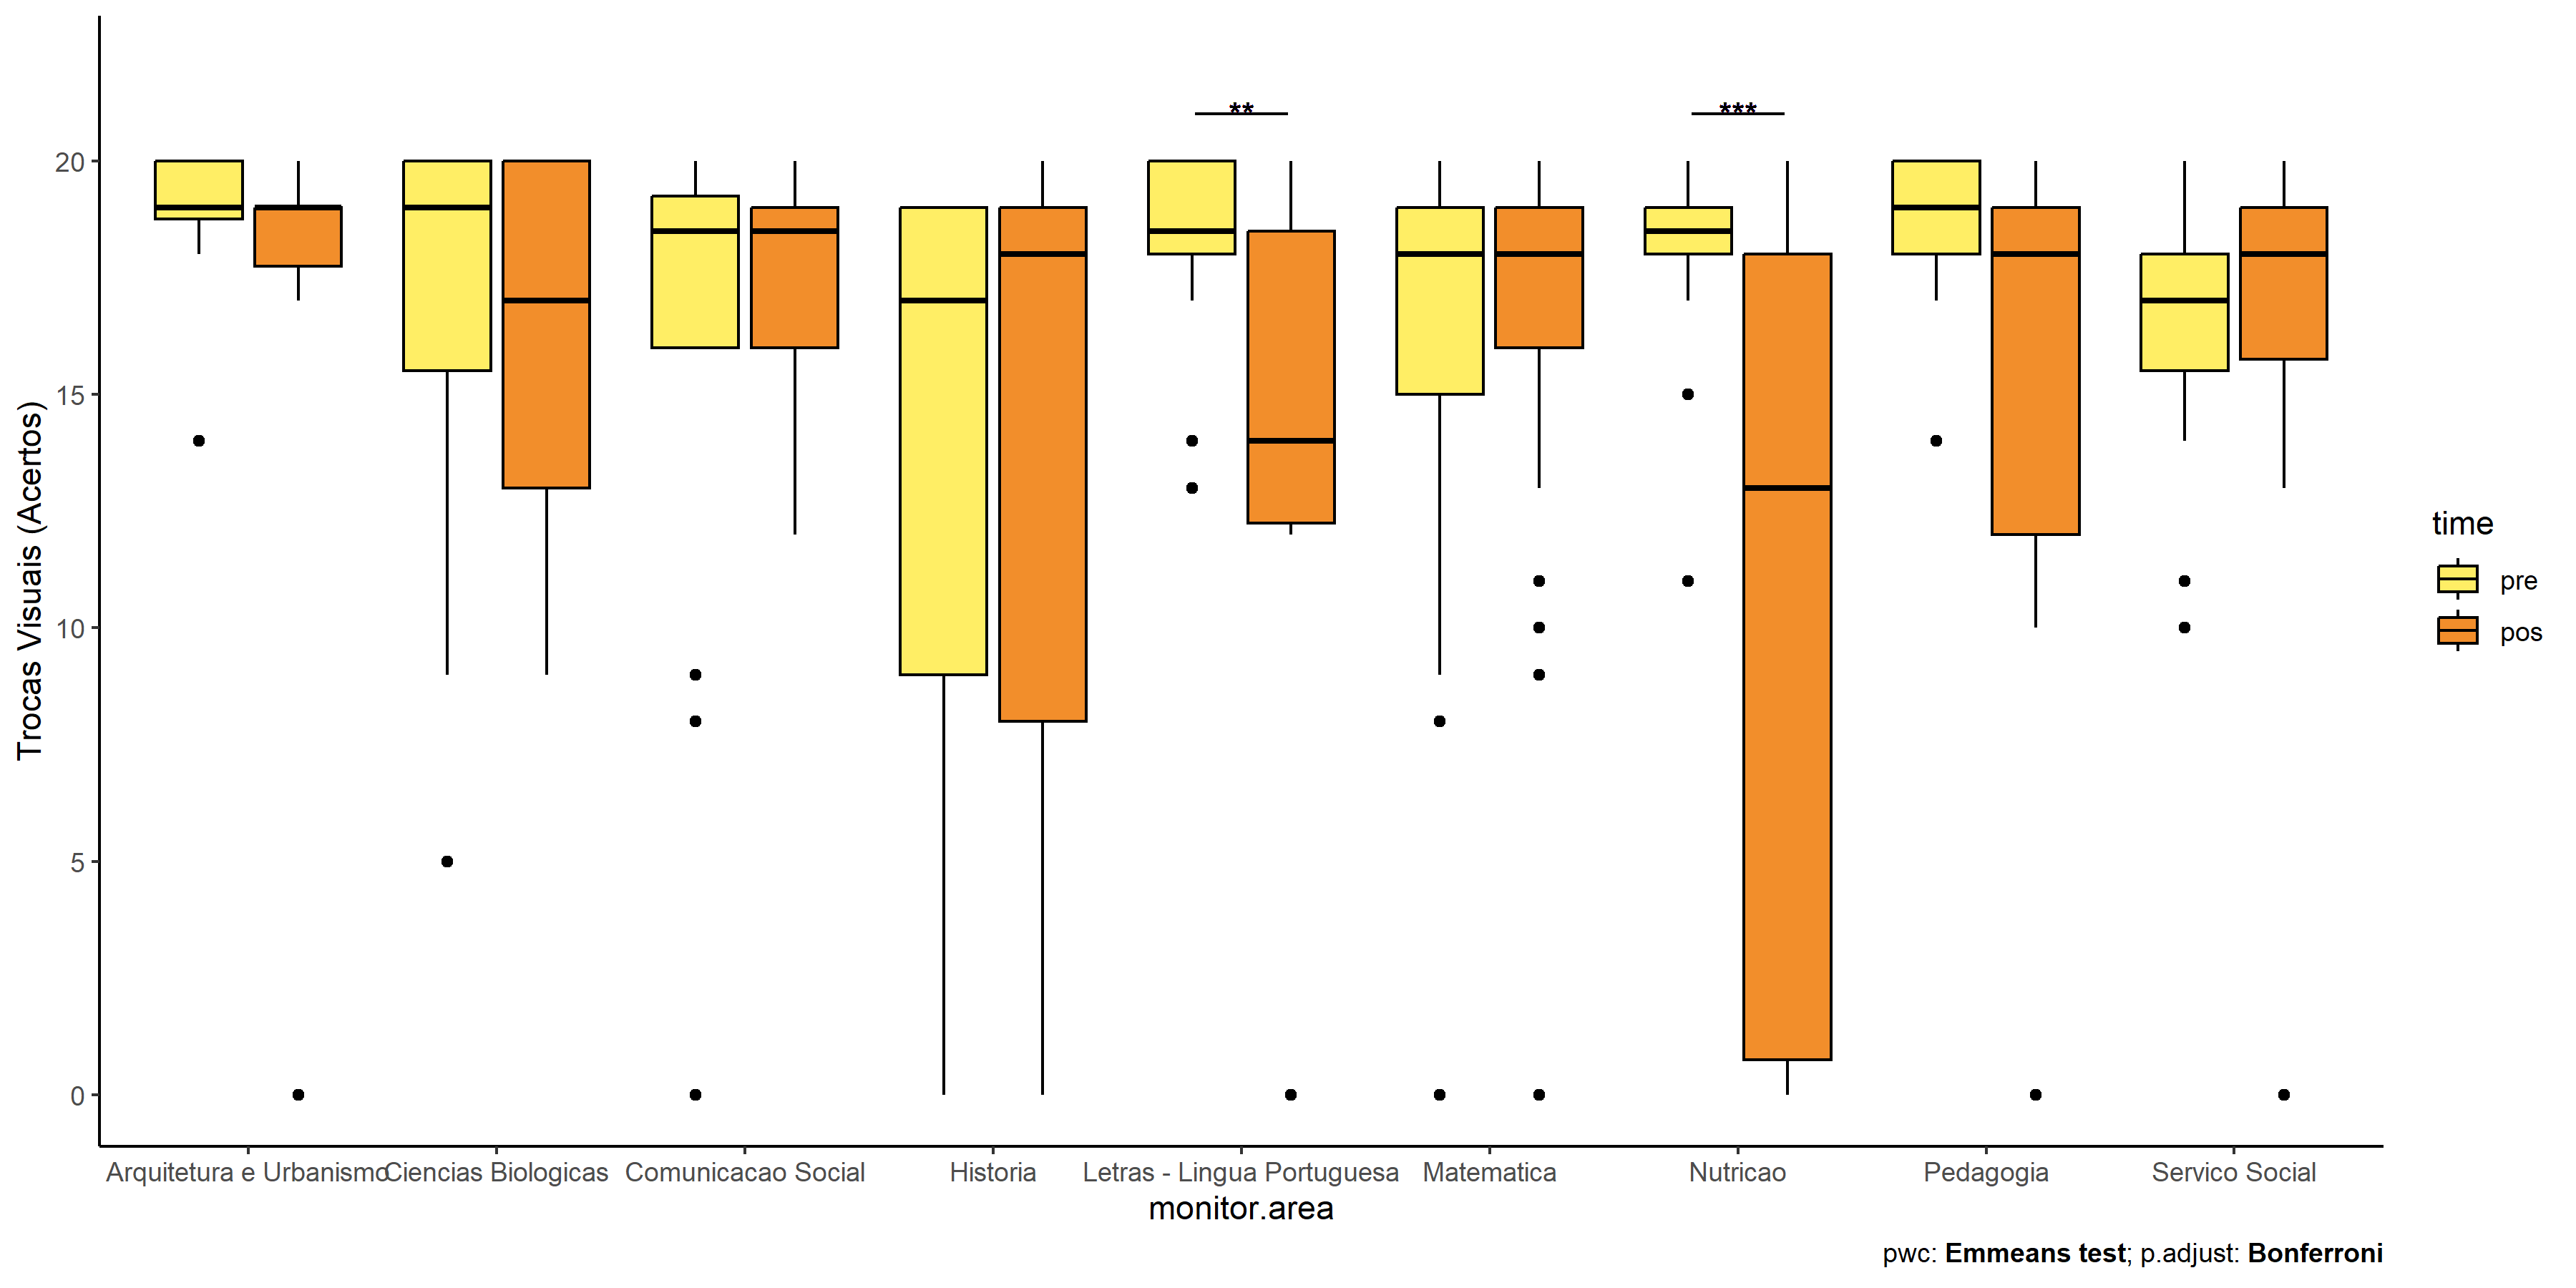 ** ***
20
15
10
5
0
Trocas Visuais (Acertos)
Arquitetura e Urbanismo Ciencias Biologicas Comunicacao Social Historia Letras - Lingua Portuguesa Matematica Nutricao Pedagogia Servico Social
monitor.area
time
pre
pos
pwc: Emmeans test; p.adjust: Bonferroni